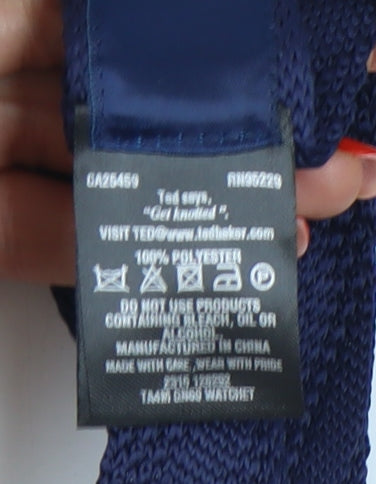 CA25459 RN95229
Ted says,
"Get knotted".
VISIT TED@www.tedbaker.com
100% POLYESTER
DO NOT USE PRODUCTS
CONTAINING BLEACH, OIL OR
ALCOHOL
MANUFACTURED IN CHINA
MADE WITH CARE, WEAR WITH PRIDE
WATCHET